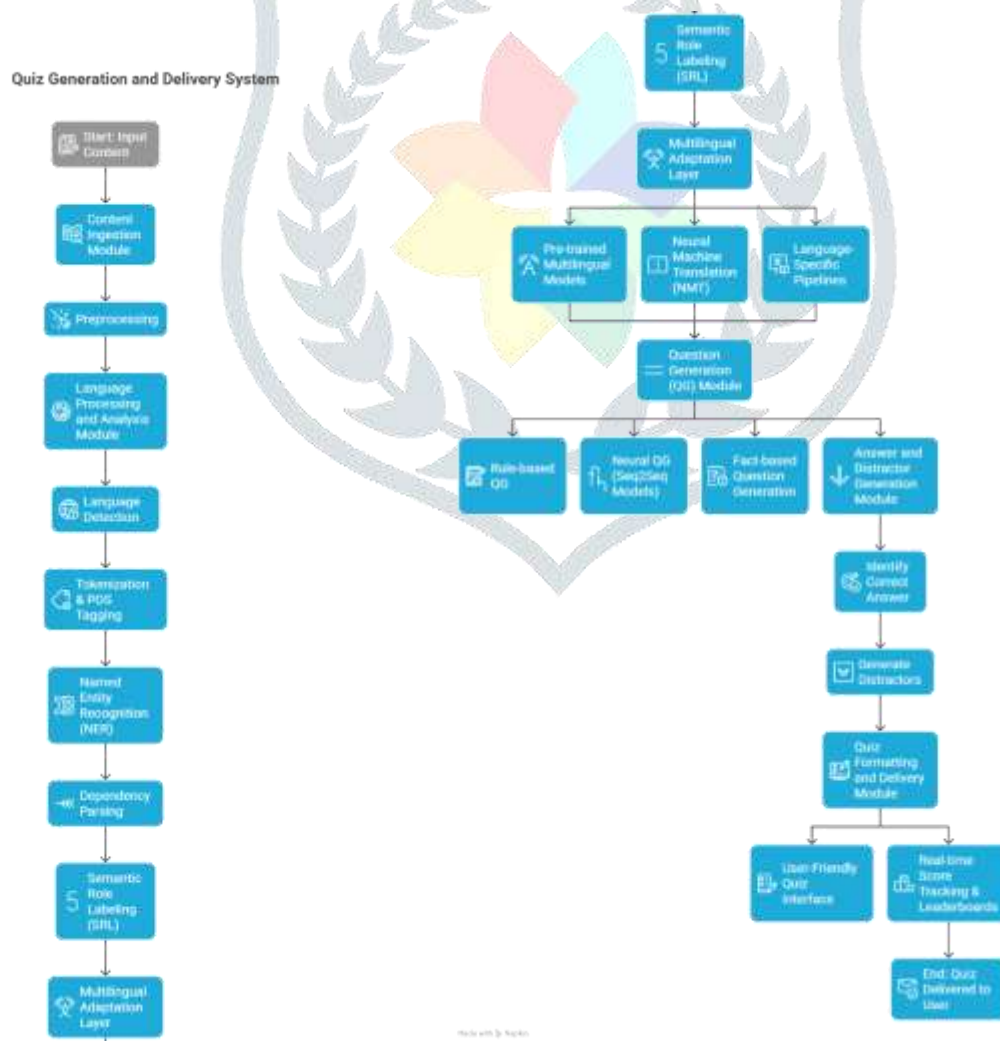 Quiz Generation and Delivery System
Start: Input
Content
Content
Ingestion
Module
Preprocessing
Language
Processing
and Analysis
Module
Language
Detection
Tokenization
& POS
Tagging
Named
Entity
Recognition
(NER)
Dependency
Parsing
Semantic
Role
Labeling
(SRL)
Multilingual
Adaptation
Layer
Semantic
Role
Labeling
(SRL)
Multilingual
Adaptation
Layer
Pre-trained
Multilingual
Models
Neural
Machine
Translation
(NMT)
Language-
Specific
Pipelines
Question
Generation
(QG) Module
Rule-based
QG
Neural QG
(Seq2Seq
Models)
Fact-based
Question
Generation
Answer and
Distractor
Generation
Module
Identify
Correct
Answer
Generate
Distractors
Quiz
Formatting
and Delivery
Module
User-Friendly
Quiz
Interface
Real-time
Score
Tracking &
Leaderboards
End: Quiz
Delivered to
User
Made with